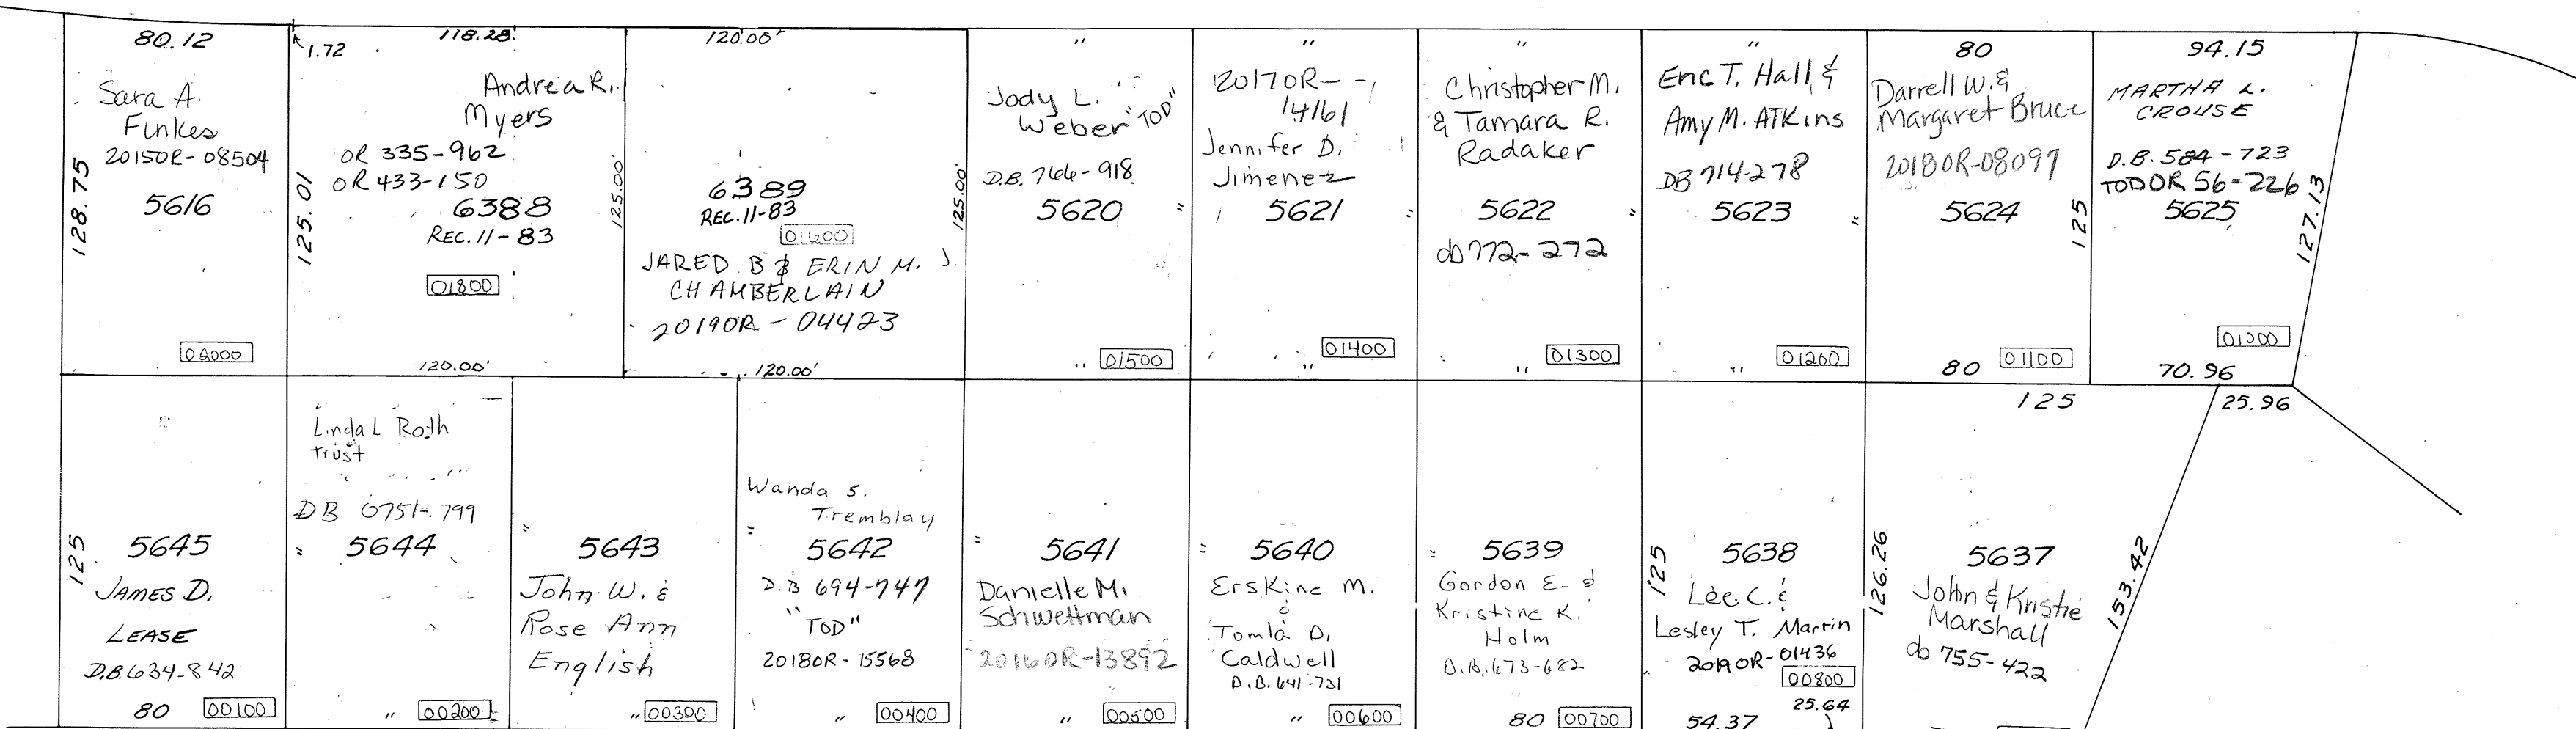 80.12
Sara A.
Finkes
2015OR-08504
128.75
5616
02000
1.72
118.28'
Andrea R.
Myers
OR 335-962
OR 433-150
125.01
6388
REC. 11-83
01800
120.00'
125.00'
120.00'
6389
REC. 11-83
01600
JARED B & ERIN M. J.
CHAMBERLAIN
2019OR-04423
120.00'
125.00'
"
Jody L.
Weber "TOD"
D.B. 766-918
5620 "
" 01500
"
2017OR-
14161
Jennifer D.
Jimenez
5621 "
01400
"
"
Christopher M.
& Tamara R.
Radaker
5622 "
db 772-272
01300
"
"
Eric T. Hall &
Amy M. ATKins
DB 714-278
5623 "
01200
"
80
Darrell W. &
Margaret Bruce
2018OR-08097
5624
125
80 01100
94.15
MARTHA L.
CROUSE
D.B. 584-723
TOD OR 56-226
5625
127.13
70.96
125
5645
JAMES D.
LEASE
D.B. 634-842
80 00100
Linda L Roth
trust
DB 0751-799
" 5644
" 00200
"
5643
John W. &
Rose Ann
English
" 00300
Wanda S.
Tremblay
"
5642
D.B 694-747
"TOD"
2018OR-15568
" 00400
"
5641
Danielle M.
Schwettman
2016OR-13892
" 00500
"
5640
Erskine M.
&
Tomla D.
Caldwell
D.B. 641-731
" 00600
"
5639
Gordon E. &
Kristine K.
Holm
D.B. 673-682
80 00700
125
5638
Lee C. &
Lesley T. Martin
2019OR-01436
00800
25.64
54.37
125
25.96
126.26
5637
John & Kristie
Marshall
db 755-422
153.42